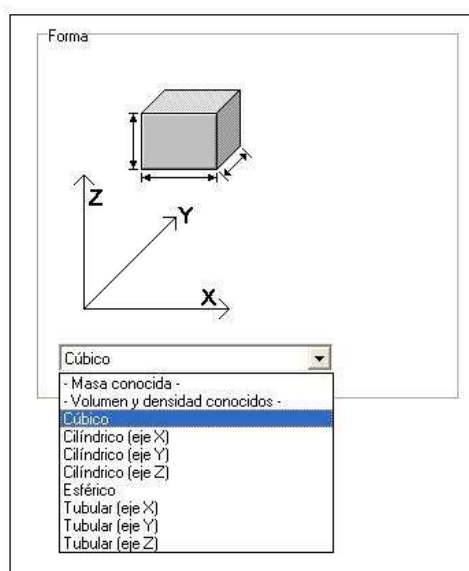 Forma
Z
Y
X
Cúbico
- Masa conocida -
- Volumen y densidad conocidos -
Cúbico
Cilíndrico (eje X)
Cilíndrico (eje Y)
Cilíndrico (eje Z)
Esférico
Tubular (eje X)
Tubular (eje Y)
Tubular (eje Z)